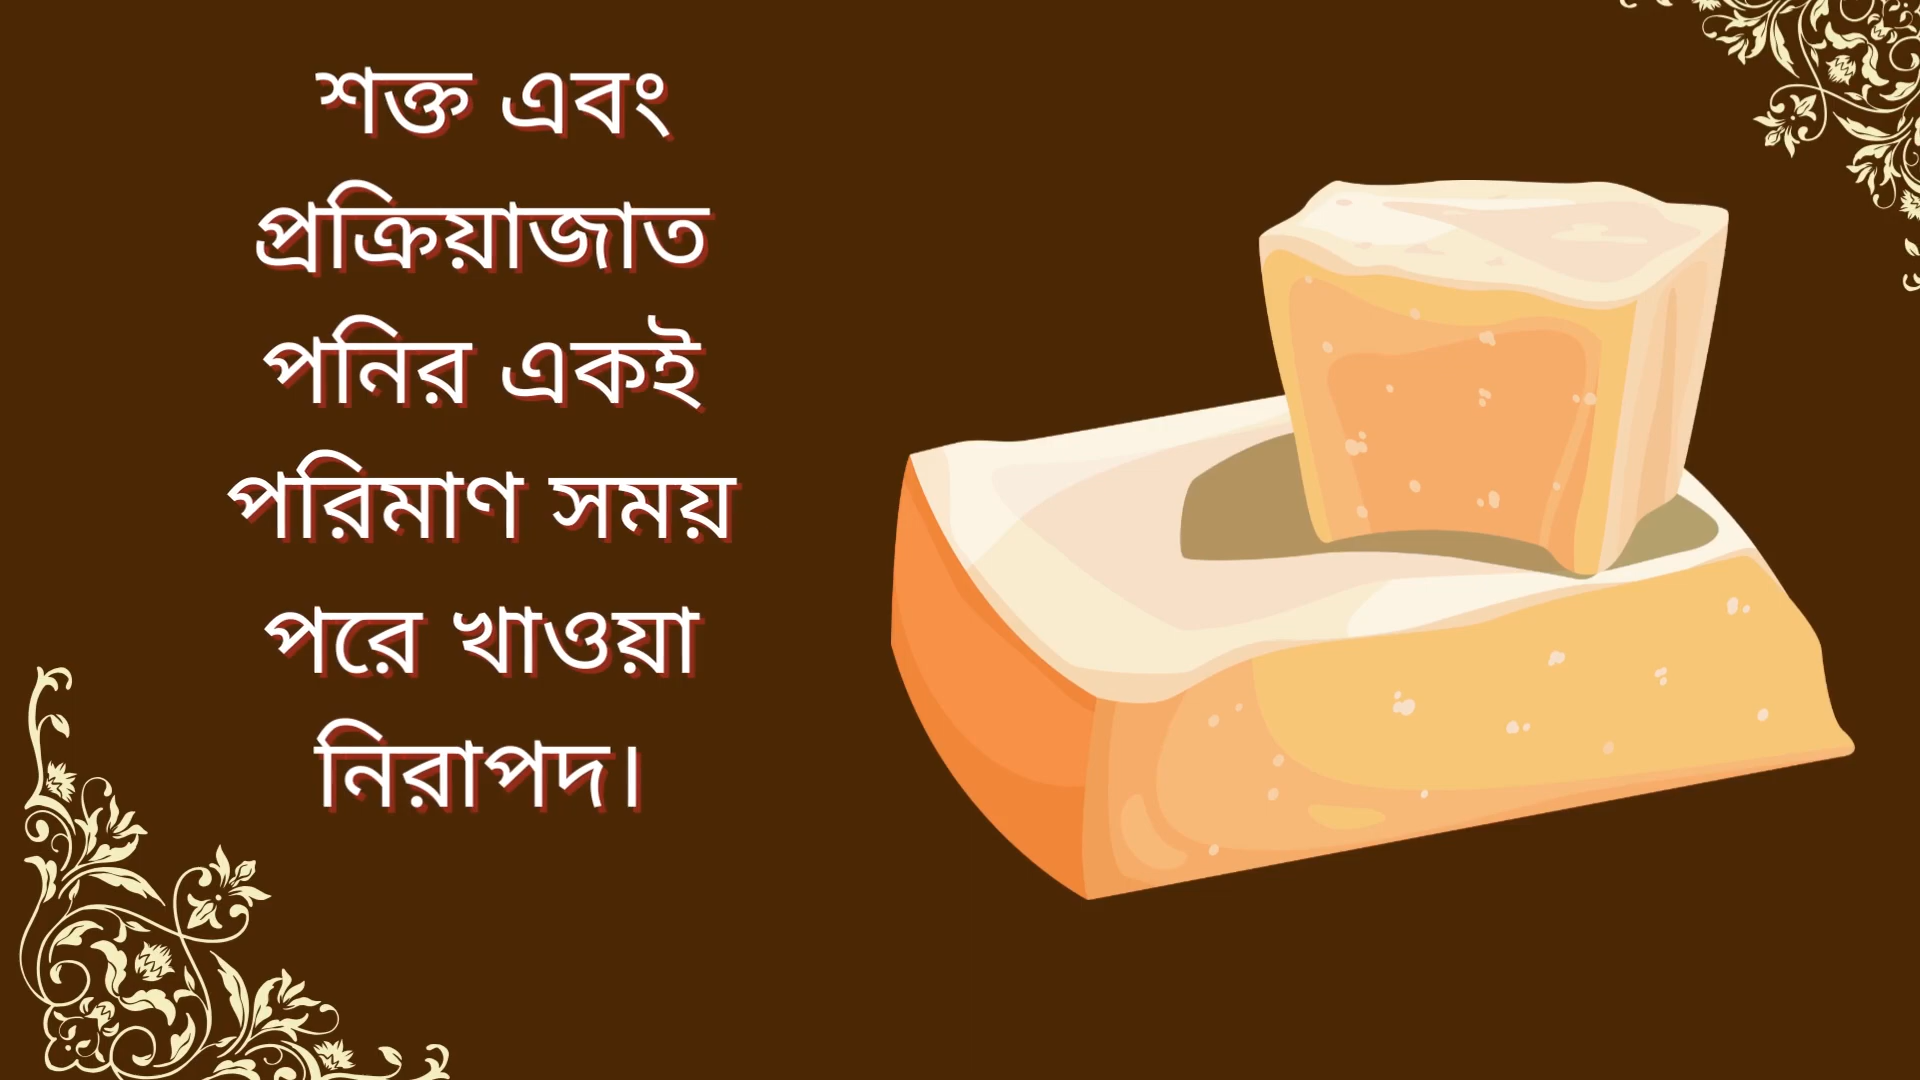 শক্ত এবং
প্রক্রিয়াজাত
পনির একই
পরিমাণ সময়
পরে খাওয়া
নিরাপদ।